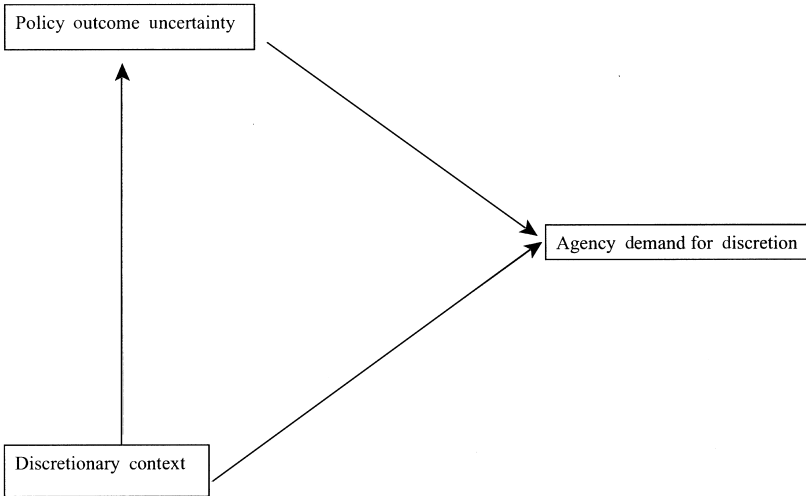 Policy outcome uncertainty
Agency demand for discretion
Discretionary context